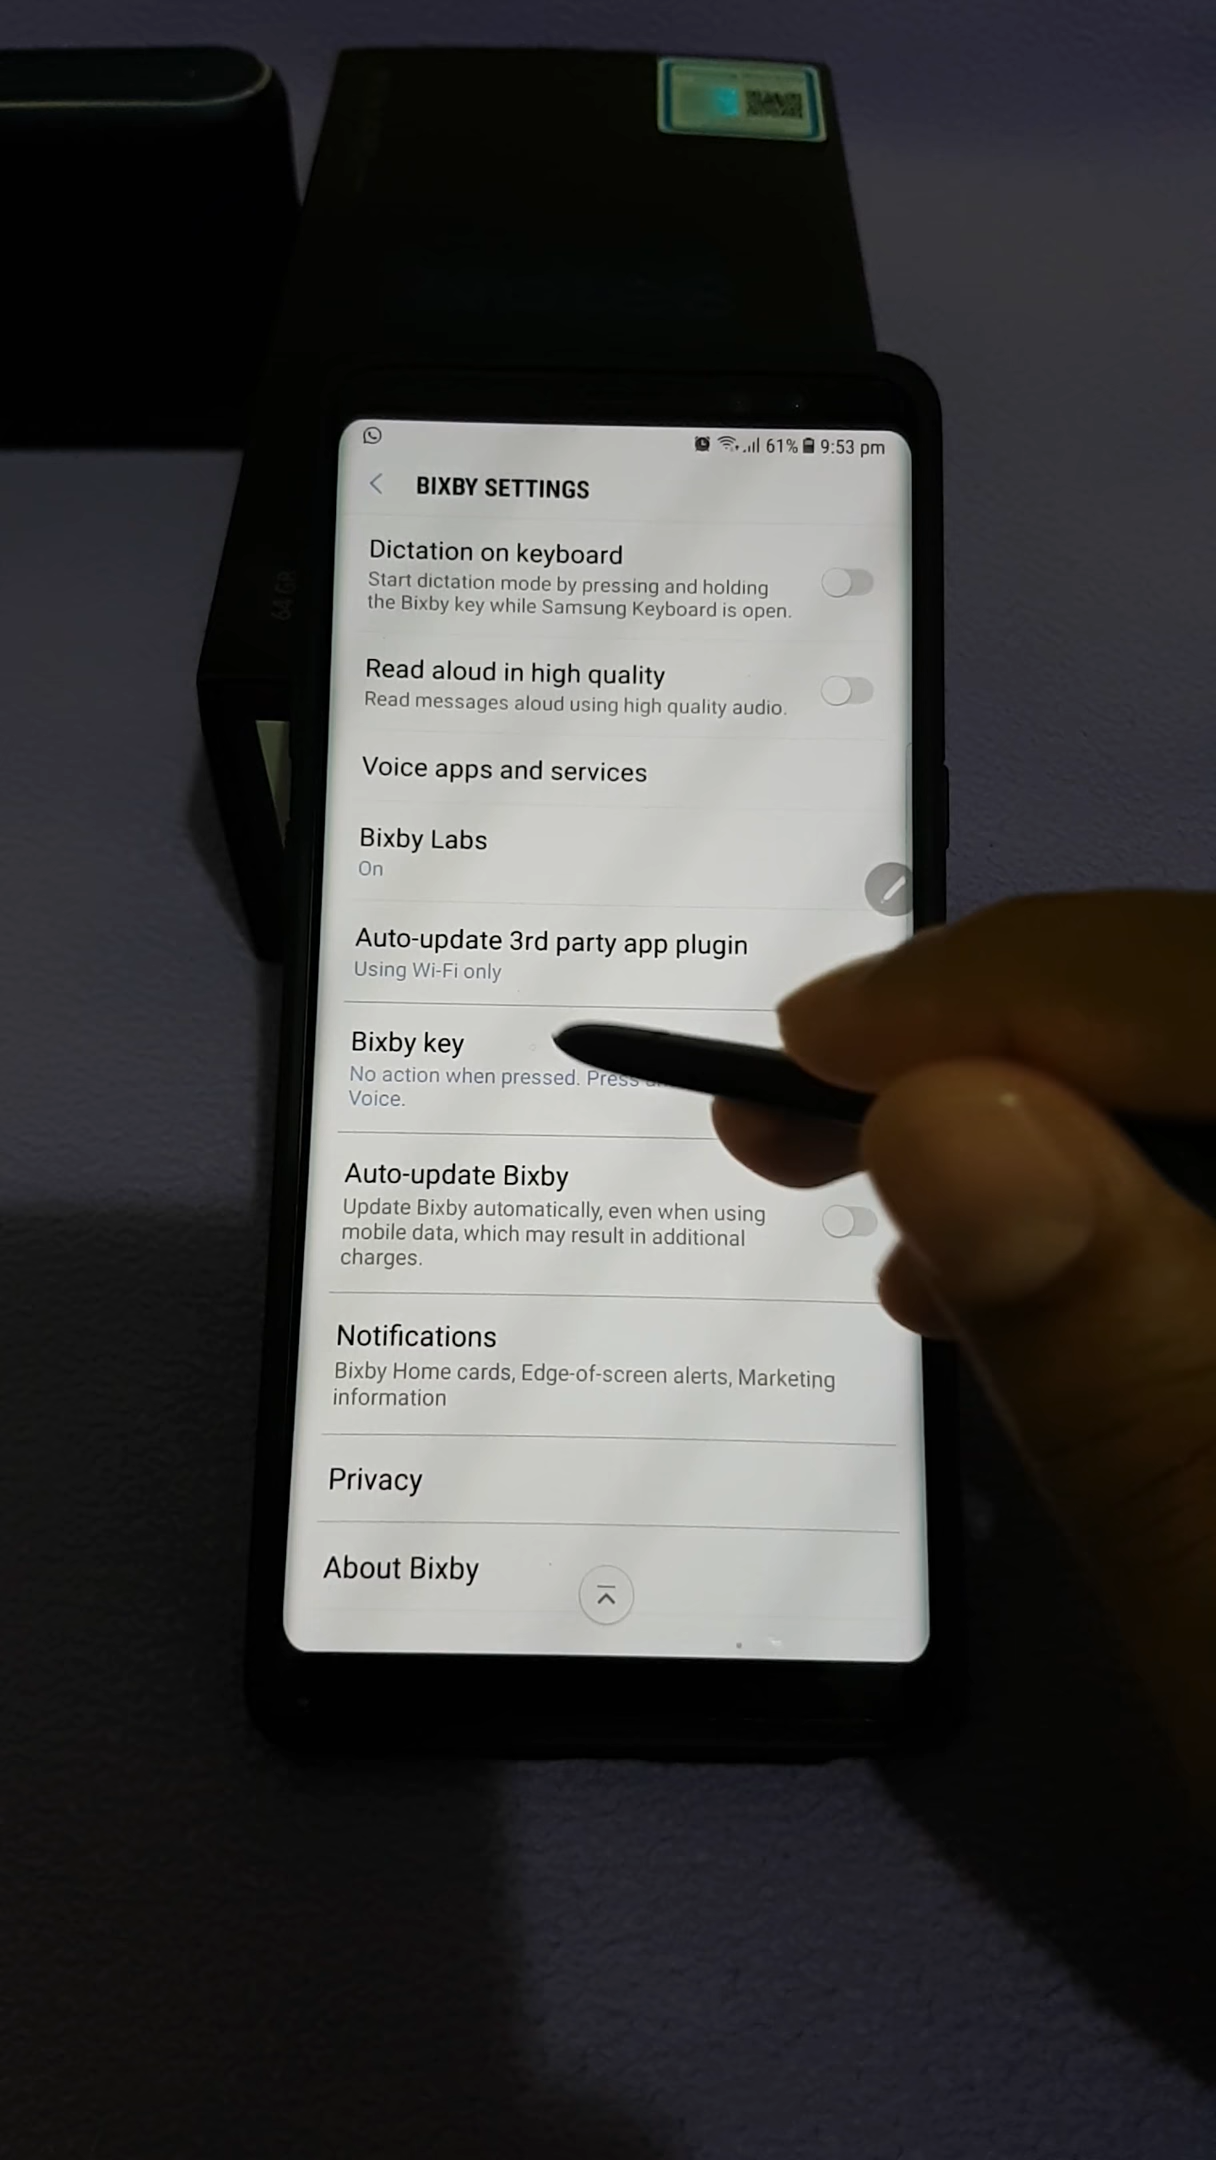 64 GB
61% 9:53 pm
BIXBY SETTINGS
Dictation on keyboard
Start dictation mode by pressing and holding
the Bixby key while Samsung Keyboard is open.
Read aloud in high quality
Read messages aloud using high quality audio.
Voice apps and services
Bixby Labs
On
Auto-update 3rd party app plugin
Using Wi-Fi only
Bixby key
No action when pressed. Press
Voice.
Auto-update Bixby
Update Bixby automatically, even when using
mobile data, which may result in additional
charges.
Notifications
Bixby Home cards, Edge-of-screen alerts, Marketing
information
Privacy
About Bixby